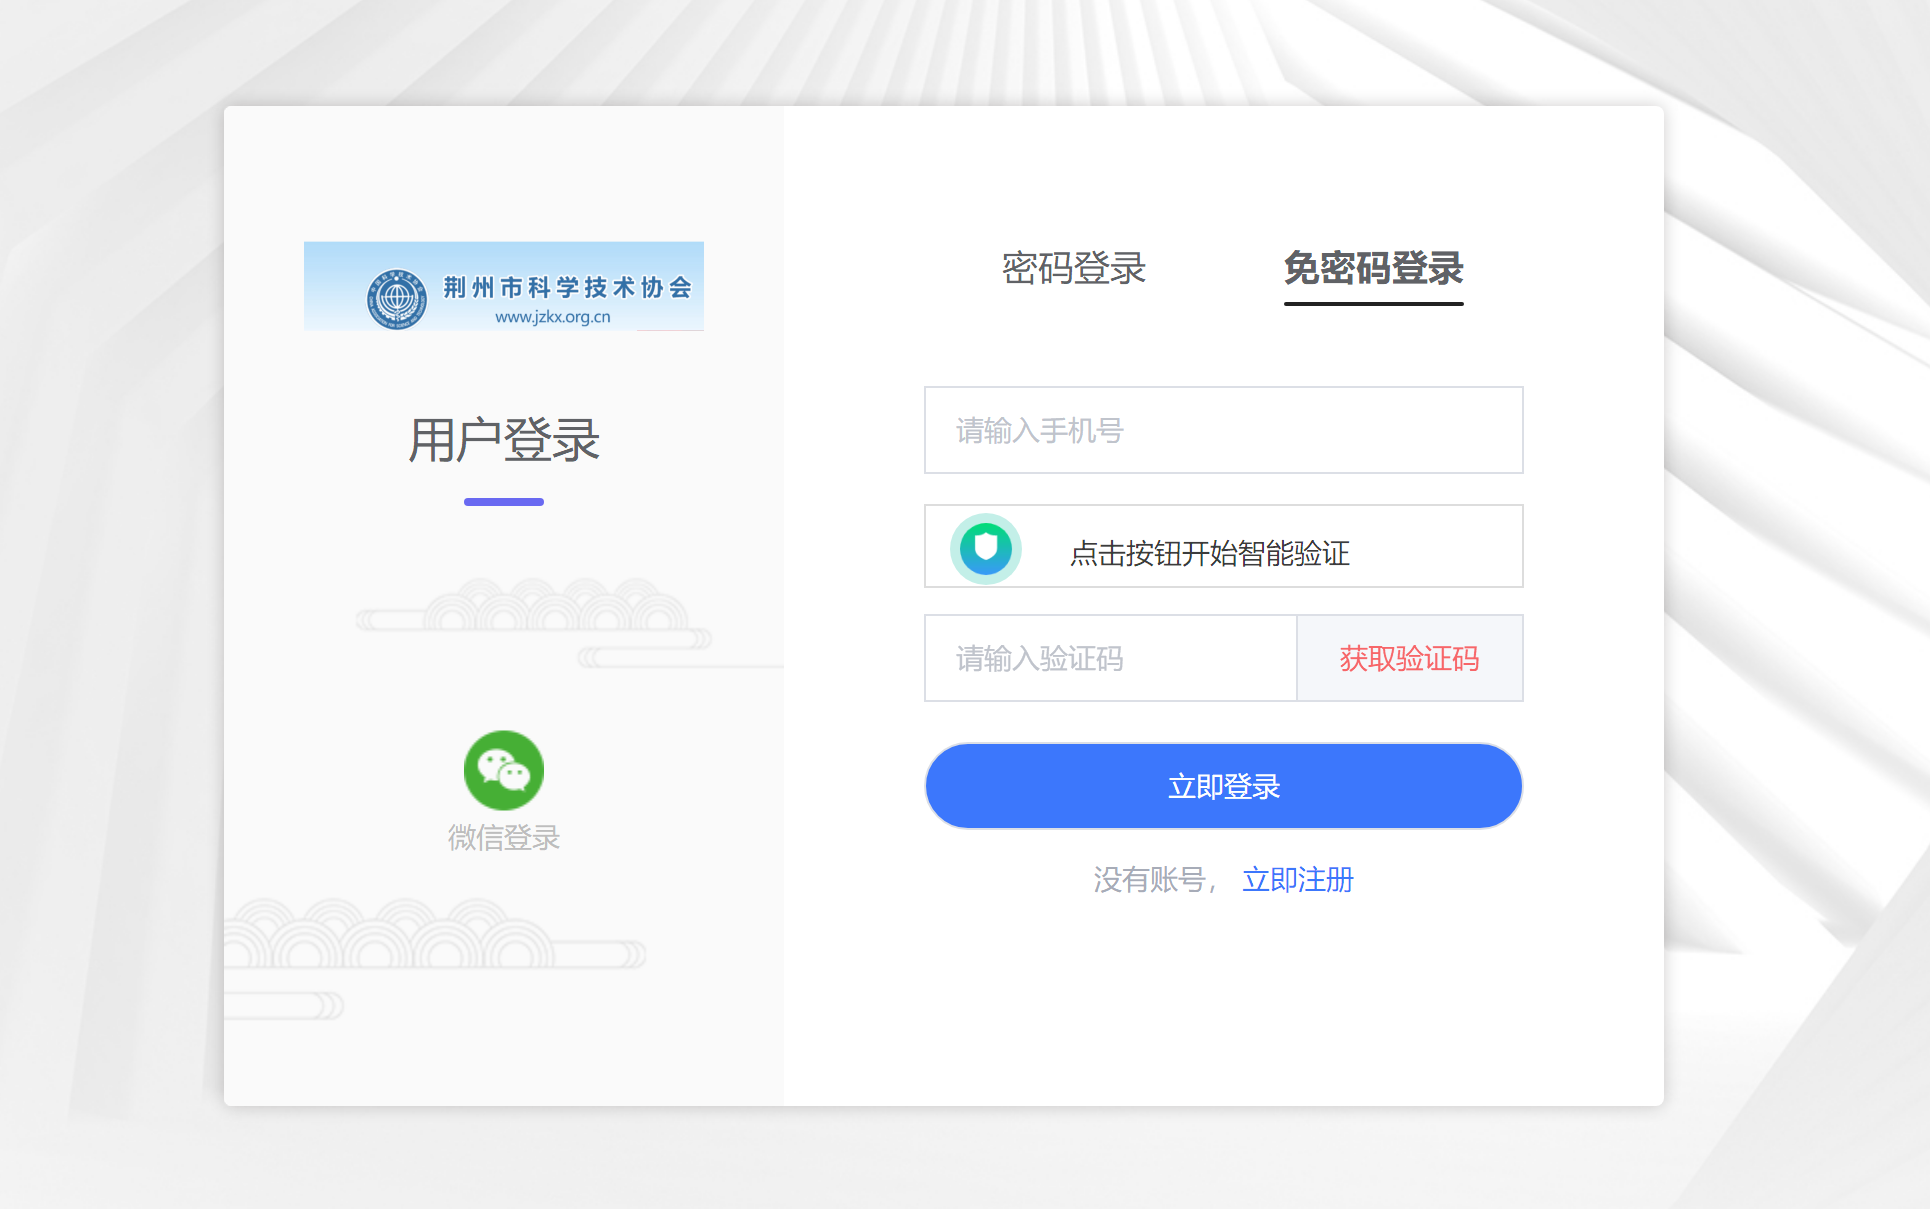 荆州市科学技术协会
www.jzkx.org.cn
用户登录
微信登录
密码登录
免密码登录
请输入手机号
点击按钮开始智能验证
请输入验证码
获取验证码
立即登录
没有账号， 立即注册